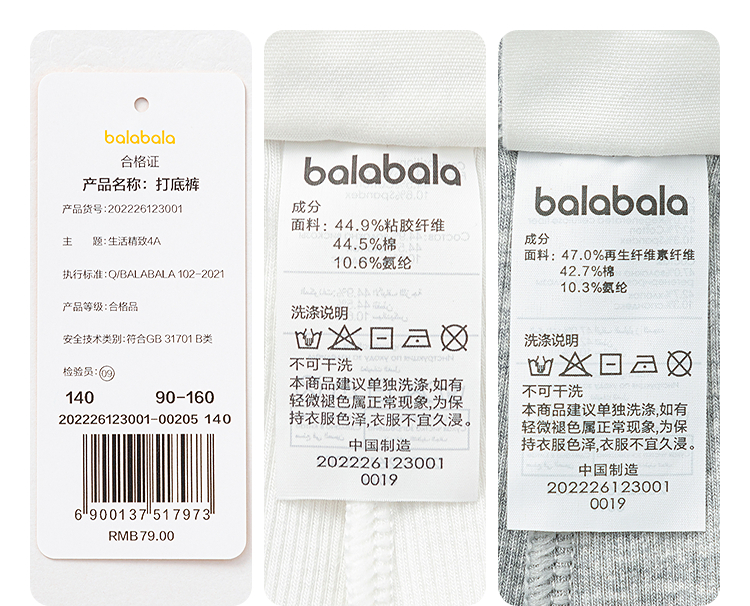 balabala
合格证
产品名称：打底裤
产品货号：202226123001
主 题：生活精致4A
执行标准：Q/BALABALA 102-2021
产品等级：合格品
安全技术类别：符合GB 31701 B类
检验员：09
140 90-160
202226123001-00205 140
6 900137 517973
RMB79.00
balabala
成分
面料：44.9%粘胶纤维
44.5%棉
10.6%氨纶
洗涤说明
不可干洗
本商品建议单独洗涤,如有
轻微褪色属正常现象,为保
持衣服色泽,衣服不宜久浸。
中国制造
202226123001
0019
balabala
成分
面料：47.0%再生纤维素纤维
42.7%棉
10.3%氨纶
洗涤说明
不可干洗
本商品建议单独洗涤,如有
轻微褪色属正常现象,为保
持衣服色泽,衣服不宜久浸。
中国制造
202226123001
0019